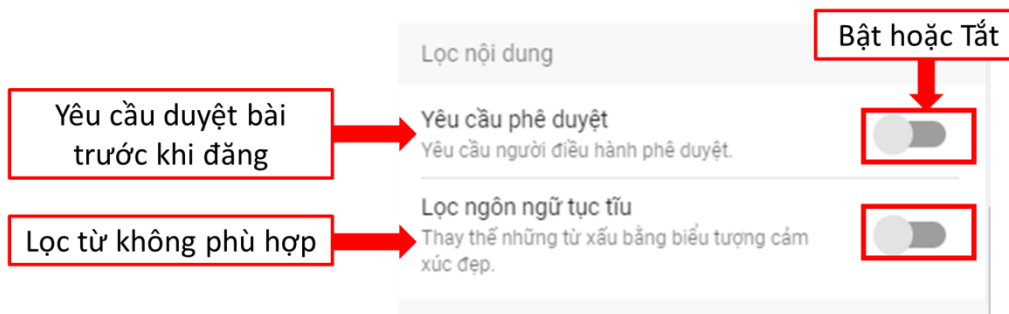 Bật hoặc Tắt
Lọc nội dung
Yêu cầu duyệt bài
trước khi đăng
Yêu cầu phê duyệt
Yêu cầu người điều hành phê duyệt.
Lọc từ không phù hợp
Lọc ngôn ngữ tục tĩu
Thay thế những từ xấu bằng biểu tượng cảm
xúc đẹp.